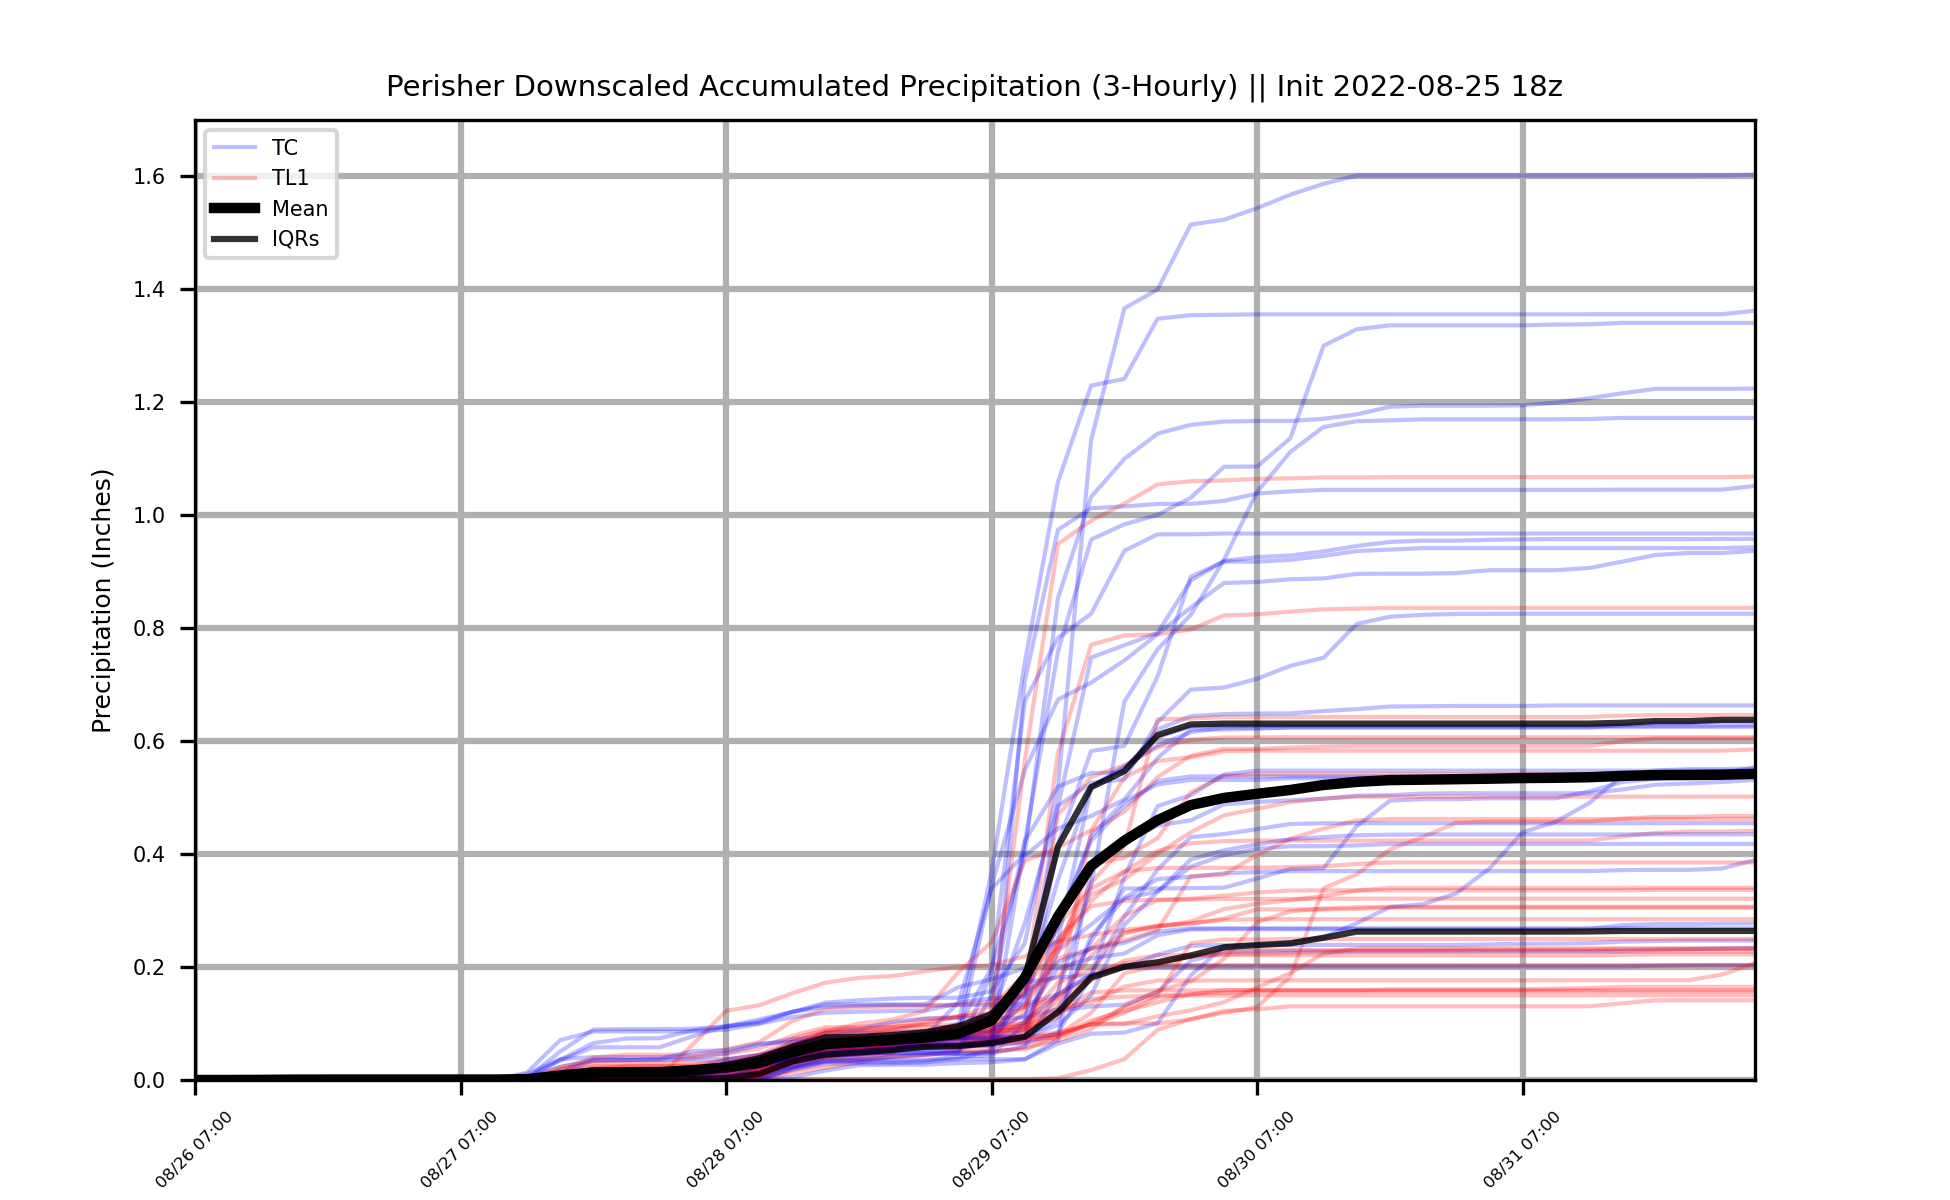 Perisher Downscaled Accumulated Precipitation (3-Hourly) || Init 2022-08-25 18z
TC
TL1
Mean
IQRs
Precipitation (Inches)
1.6
1.4
1.2
1.0
0.8
0.6
0.4
0.2
0.0
08/26 07:00
08/27 07:00
08/28 07:00
08/29 07:00
08/30 07:00
08/31 07:00